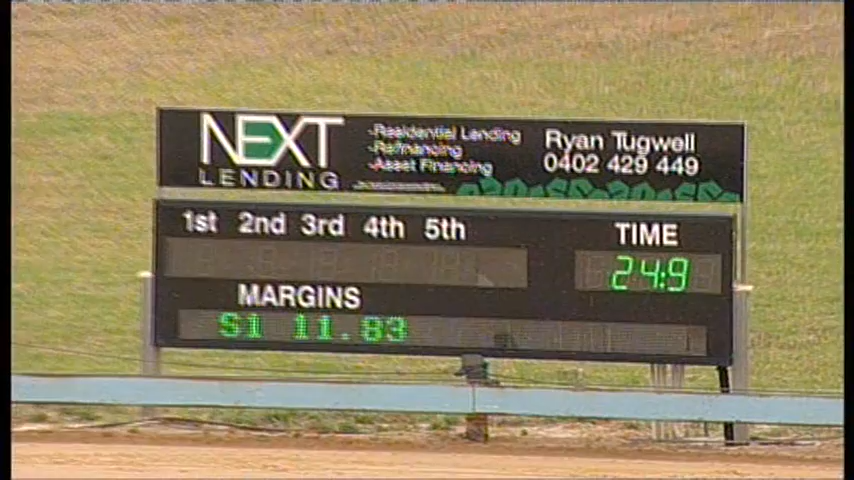 NEXT
LENDING
-Residential Lending
-Refinancing
-Asset Financing
Ryan Tugwell
0402 429 449
1st 2nd 3rd 4th 5th
TIME
24:9
MARGINS
S1 11.83